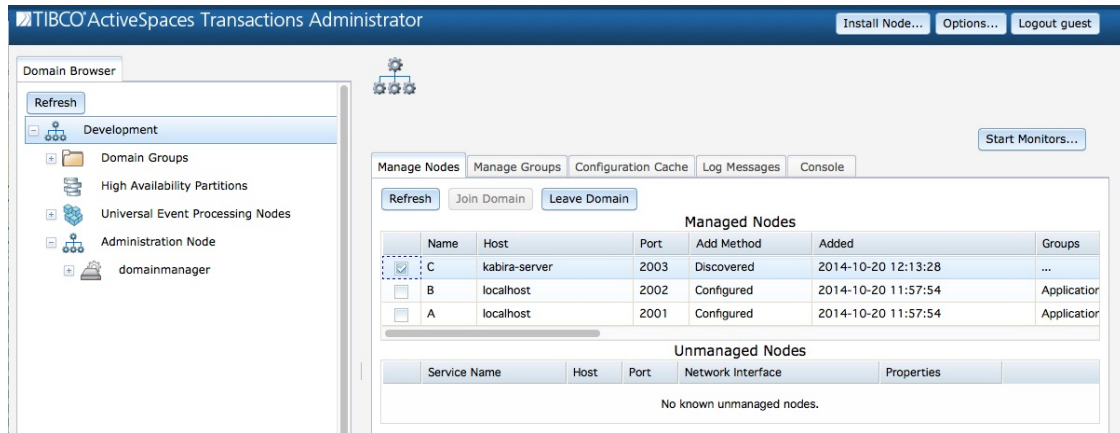 TIBCO® ActiveSpaces Transactions Administrator
Install Node... Options... Logout guest
Domain Browser
Refresh
Development
Domain Groups
High Availability Partitions
Universal Event Processing Nodes
Administration Node
domainmanager
Start Monitors...
Manage Nodes Manage Groups Configuration Cache Log Messages Console
Refresh Join Domain Leave Domain
Managed Nodes
Name Host Port Add Method Added Groups
C kabira-server 2003 Discovered 2014-10-20 12:13:28 ...
B localhost 2002 Configured 2014-10-20 11:57:54 Application
A localhost 2001 Configured 2014-10-20 11:57:54 Application
Unmanaged Nodes
Service Name Host Port Network Interface Properties
No known unmanaged nodes.